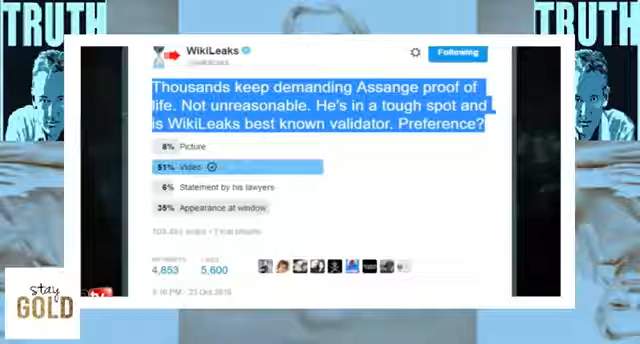 TRUTH
TRUTH
WikiLeaks
Following
Thousands keep demanding Assange proof of
life. Not unreasonable. He's in a tough spot and
is WikiLeaks best known validator. Preference?
8% Picture
51% Video
6% Statement by his lawyers
35% Appearance at window
LIKES
4,853 5,600
stay
GOLD